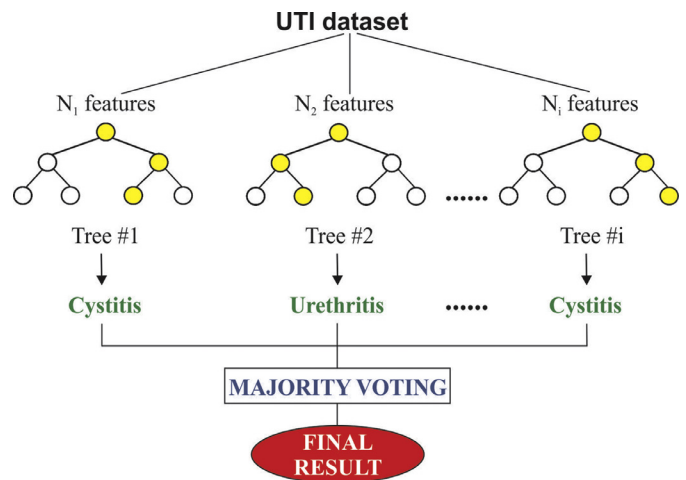 UTI dataset
N₁ features N₂ features Nᵢ features
......
Tree #1 Tree #2 Tree #i
Cystitis Urethritis ...... Cystitis
MAJORITY VOTING
FINAL
RESULT